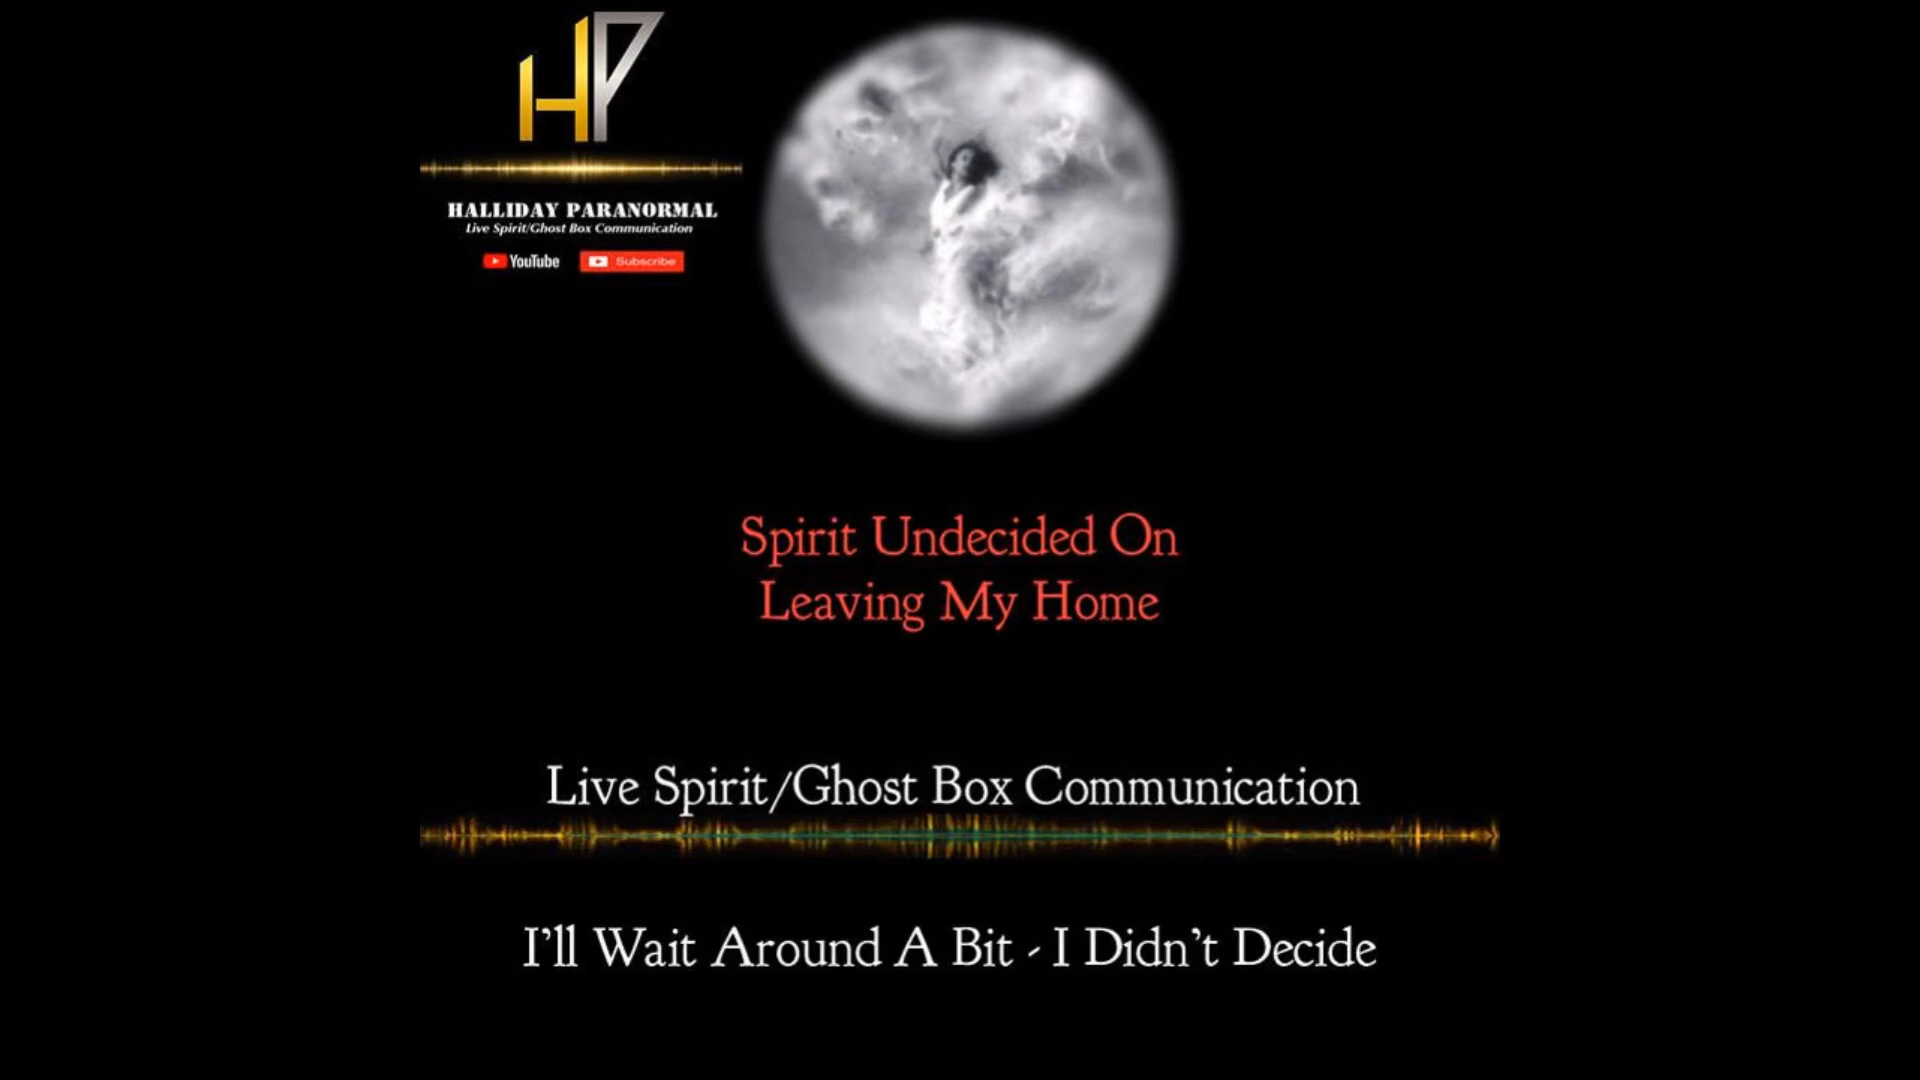 HP
HALLIDAY PARANORMAL
Live Spirit/Ghost Box Communication
YouTube Subscribe
Spirit Undecided On
Leaving My Home
Live Spirit/Ghost Box Communication
I'll Wait Around A Bit - I Didn't Decide